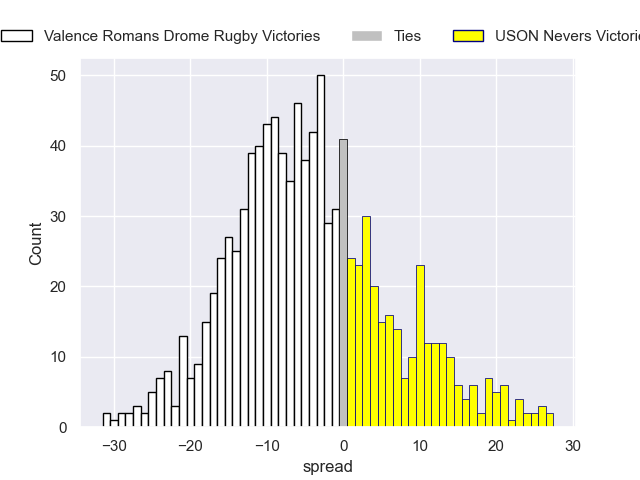 Valence Romans Drome Rugby Victories Ties USON Nevers Victori
50
40
30
20
10
0
Count
−30 −20 −10 0 10 20 30
spread